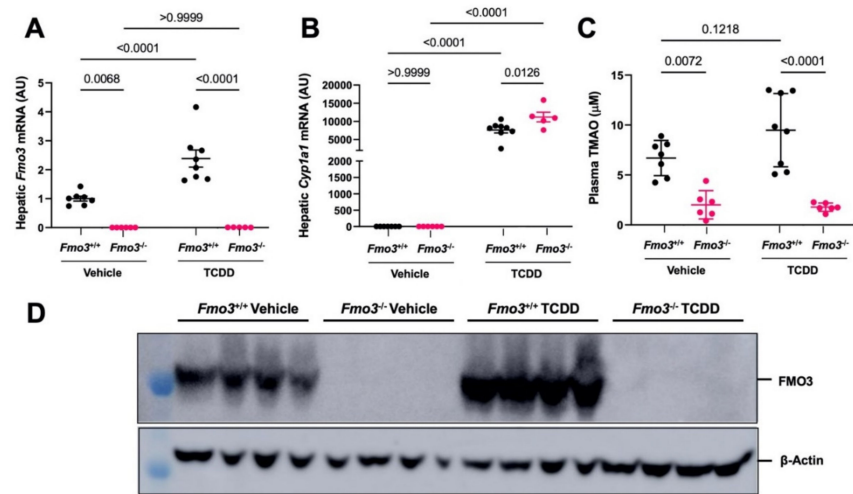 A
>0.9999
<0.0001
0.0068
<0.0001
Hepatic Fmo3 mRNA (AU)
5
4
3
2
1
0
Fmo3+/+ Fmo3-/- Fmo3+/+ Fmo3-/-
Vehicle TCDD
B
<0.0001
<0.0001
>0.9999
0.0126
Hepatic Cyp1a1 mRNA (AU)
20000
15000
10000
5000
2000
1500
1000
500
0
Fmo3+/+ Fmo3-/- Fmo3+/+ Fmo3-/-
Vehicle TCDD
C
0.1218
0.0072
<0.0001
Plasma TMAO (μM)
15
10
5
0
Fmo3+/+ Fmo3-/- Fmo3+/+ Fmo3-/-
Vehicle TCDD
D
Fmo3+/+ Vehicle Fmo3-/- Vehicle Fmo3+/+ TCDD Fmo3-/- TCDD
FMO3
β-Actin